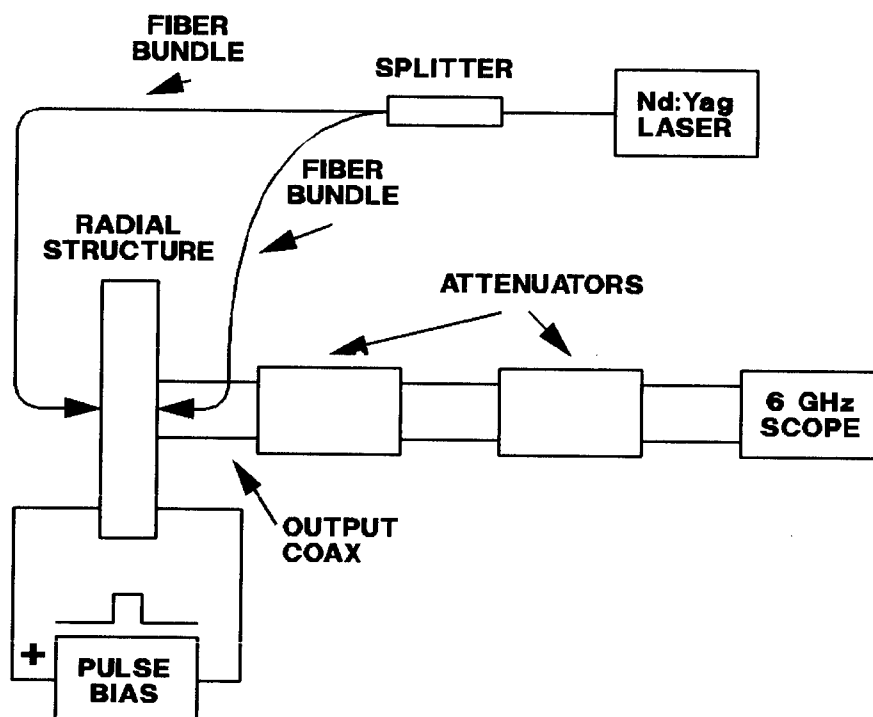 FIBER
BUNDLE
SPLITTER
Nd:Yag
LASER
FIBER
BUNDLE
RADIAL
STRUCTURE
ATTENUATORS
6 GHz
SCOPE
OUTPUT
COAX
+
PULSE
BIAS